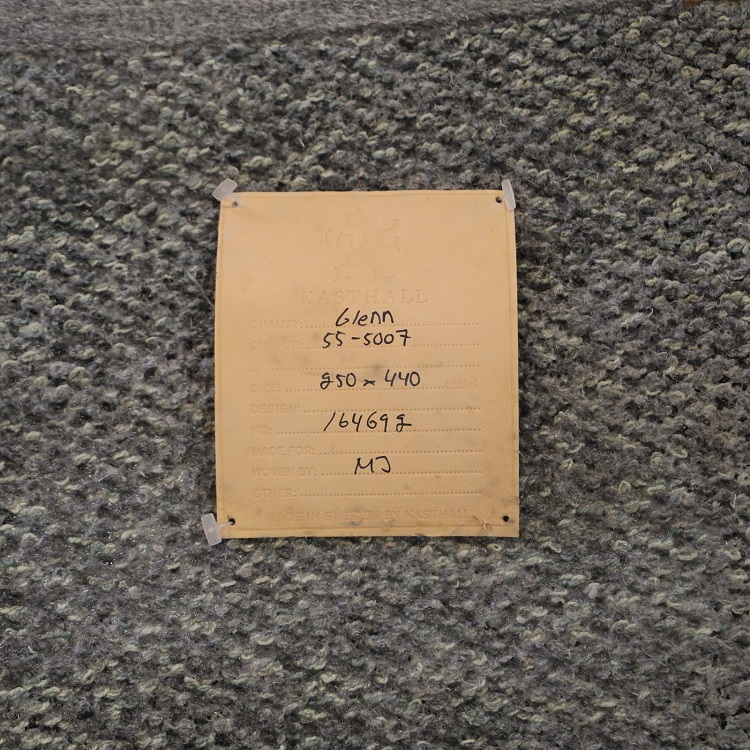 KASTHALL
QUALITY: Glenn
COLOUR: 55-5007
SIZE: 250 x 440 (±5%)
DESIGN:
NO: 164692
MADE FOR:
WOVEN BY: MJ
OTHER:
MADE IN SWEDEN BY KASTHALL